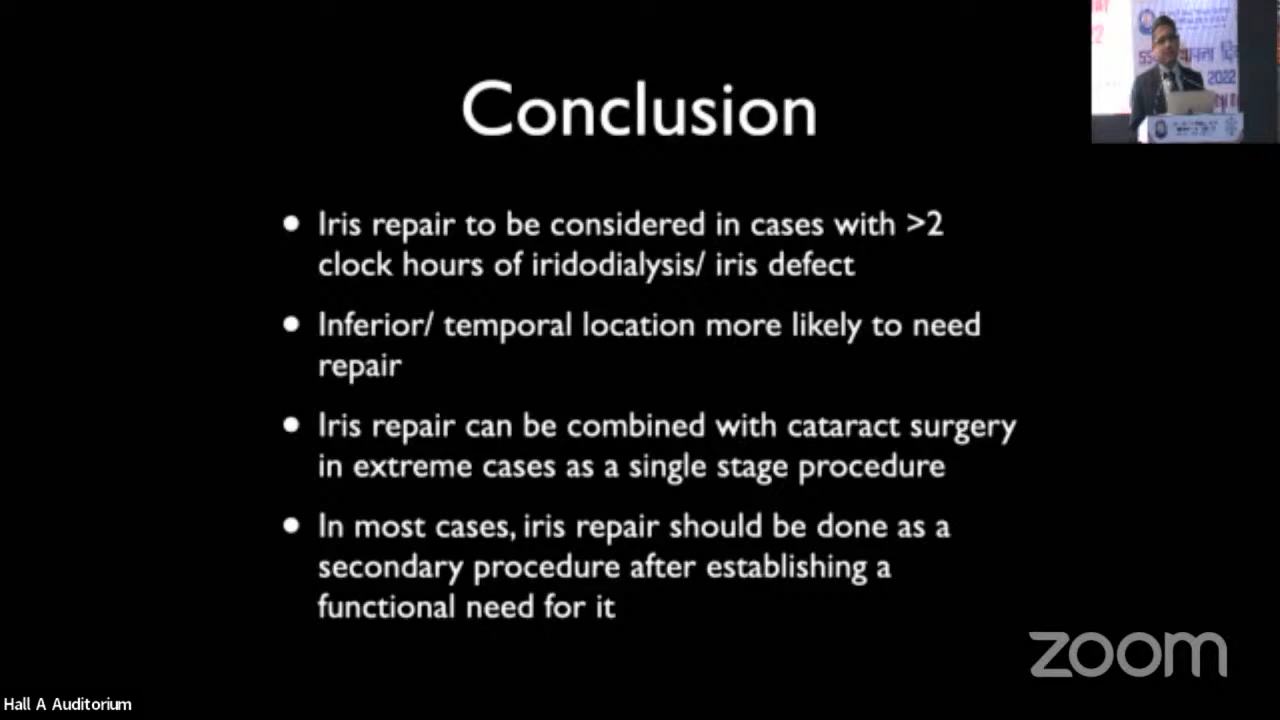 Conclusion
• Iris repair to be considered in cases with >2
clock hours of iridodialysis/ iris defect
• Inferior/ temporal location more likely to need
repair
• Iris repair can be combined with cataract surgery
in extreme cases as a single stage procedure
• In most cases, iris repair should be done as a
secondary procedure after establishing a
functional need for it
2022
zoom
Hall A Auditorium